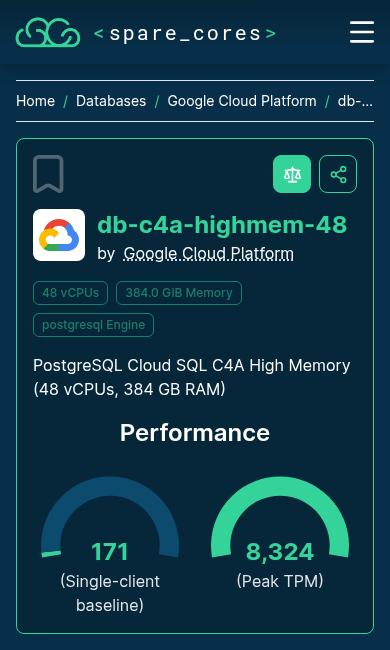 <spare_cores>
Home / Databases / Google Cloud Platform / db-...
db-c4a-highmem-48
by Google Cloud Platform
48 vCPUs 384.0 GiB Memory
postgresql Engine
PostgreSQL Cloud SQL C4A High Memory
(48 vCPUs, 384 GB RAM)
Performance
171
(Single-client
baseline)
8,324
(Peak TPM)